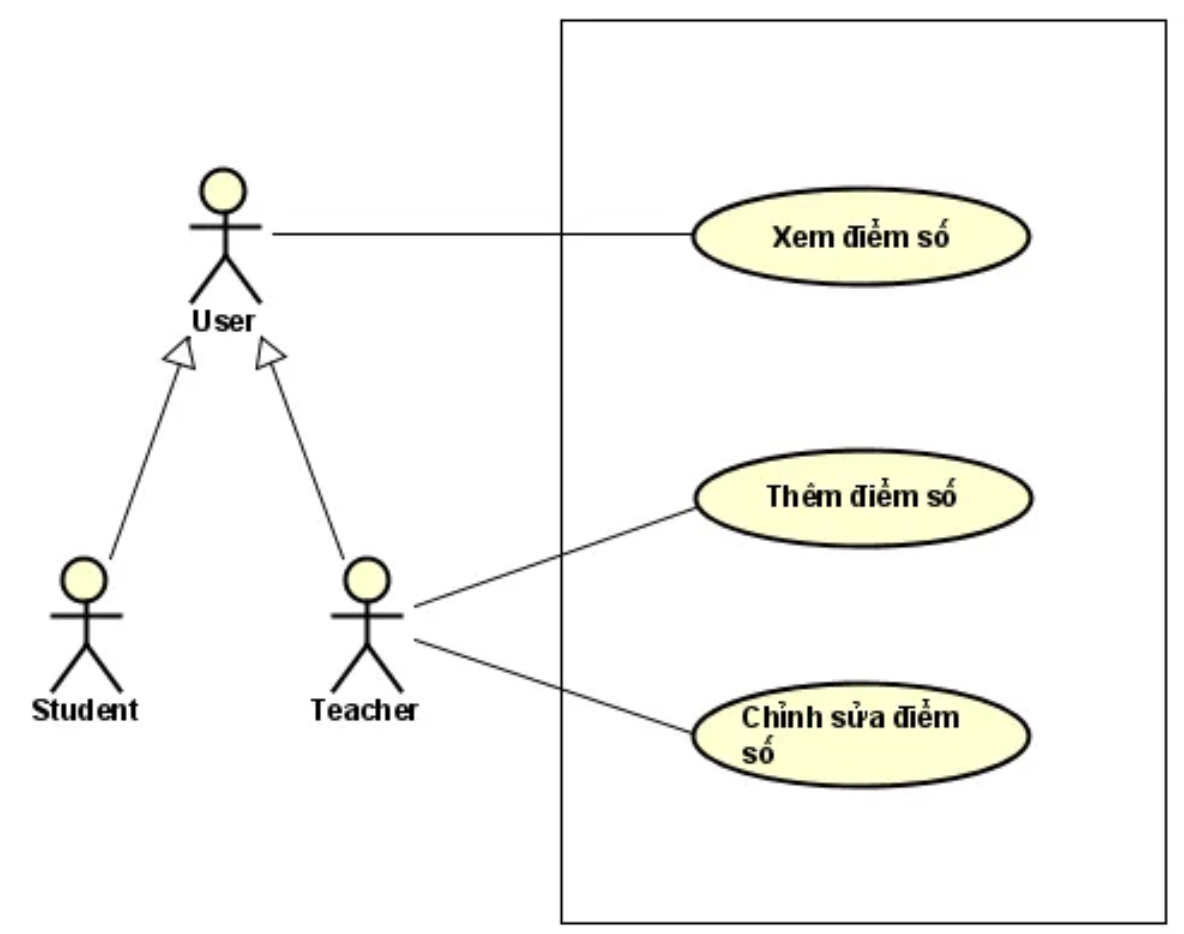 Xem điểm số
User
Thêm điểm số
Student
Teacher
Chỉnh sửa điểm
số